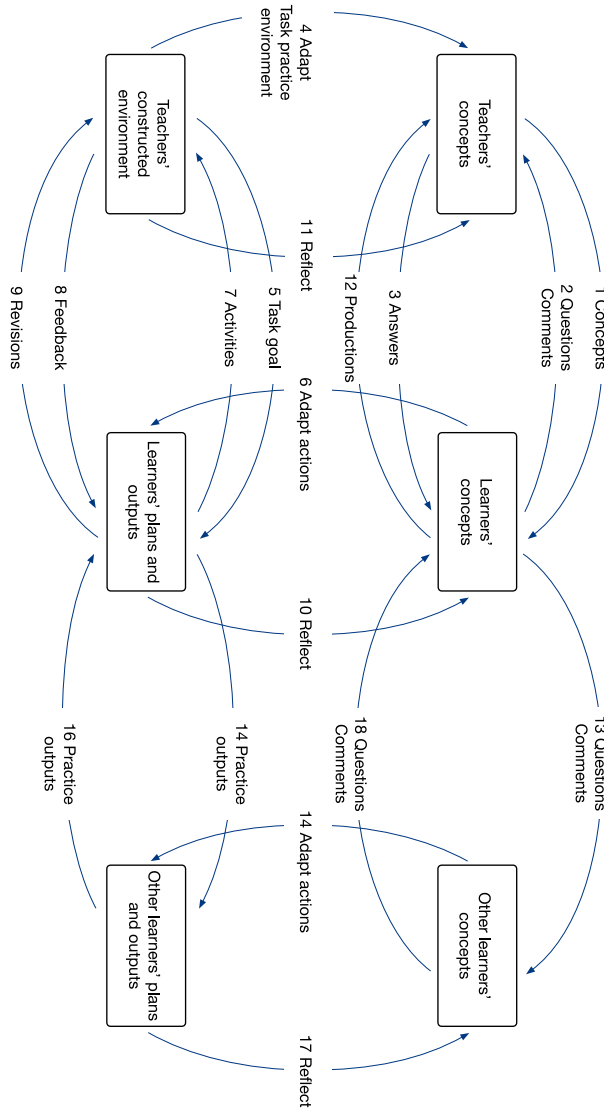 1 Concepts
2 Questions
Comments
13 Questions
Comments
Teachers'
concepts
Learners'
concepts
Other learners'
concepts
3 Answers
12 Productions
18 Questions
Comments
4 Adapt
Task practice
environment
11 Reflect
6 Adapt actions
10 Reflect
14 Adapt actions
17 Reflect
5 Task goal
7 Activities
14 Practice
outputs
Teachers'
constructed
environment
Learners' plans and
outputs
Other learners' plans
and outputs
8 Feedback
9 Revisions
16 Practice
outputs